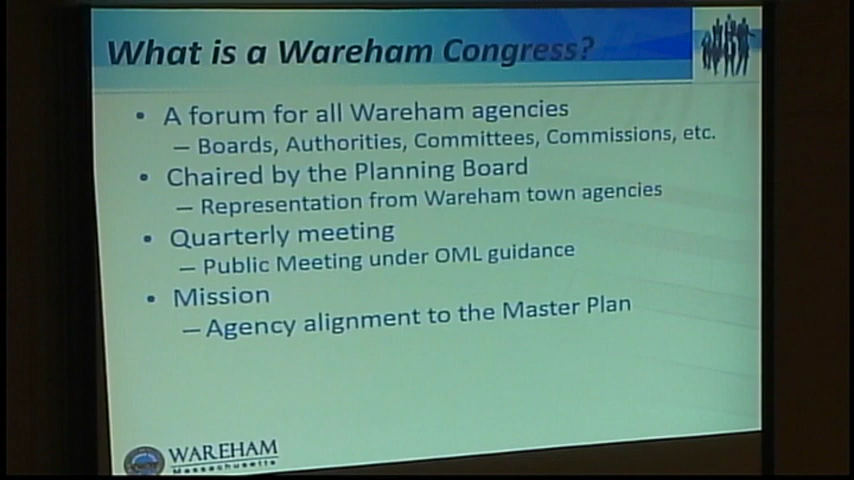 What is a Wareham Congress?
• A forum for all Wareham agencies
– Boards, Authorities, Committees, Commissions, etc.
• Chaired by the Planning Board
– Representation from Wareham town agencies
• Quarterly meeting
– Public Meeting under OML guidance
• Mission
– Agency alignment to the Master Plan
WAREHAM
Massachusetts